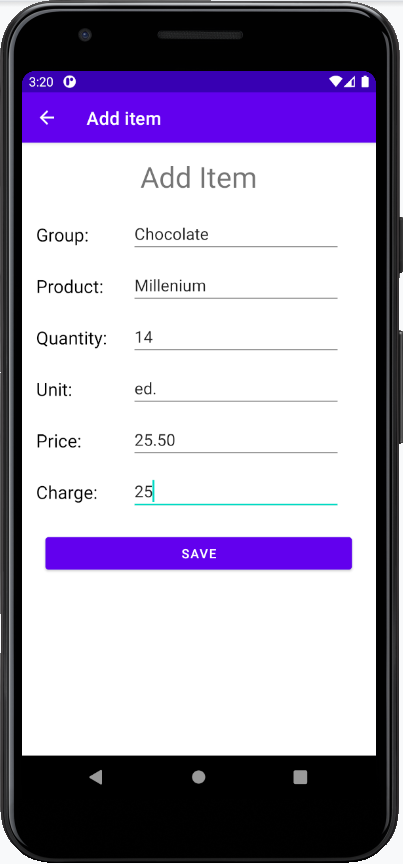 3:20
Add item
Add Item
Group: Chocolate
Product: Millenium
Quantity: 14
Unit: ed.
Price: 25.50
Charge: 25
SAVE